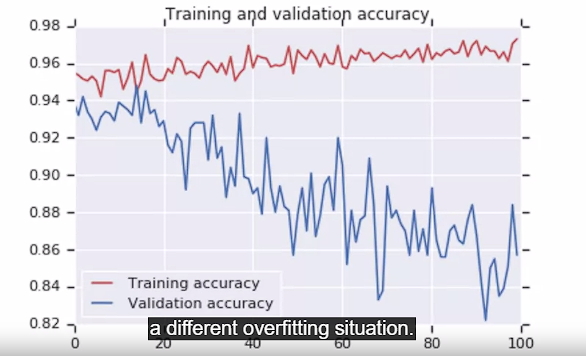 Training and validation accuracy
0.98
0.96
0.94
0.92
0.90
0.88
0.86
0.84
0.82
Training accuracy
Validation accuracy
0 20 40 60 80 100
a different overfitting situation.